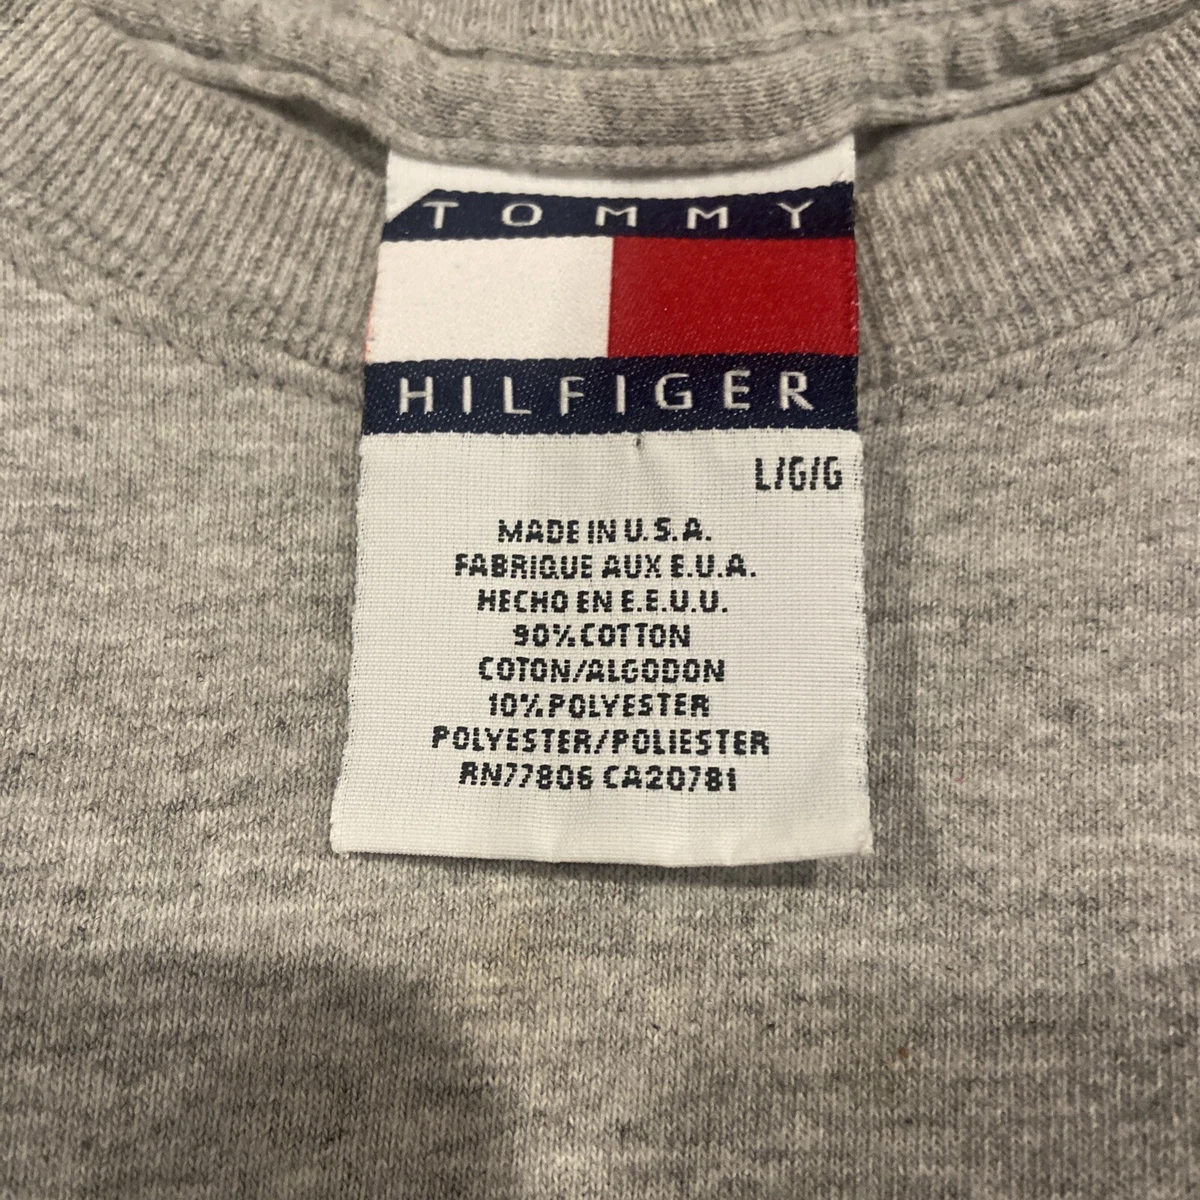 TOMMY
HILFIGER
L/G/G
MADE IN U.S.A.
FABRIQUE AUX E.U.A.
HECHO EN E.E.U.U.
90% COTTON
COTON/ALGODON
10% POLYESTER
POLYESTER/POLIESTER
RN77806 CA20781